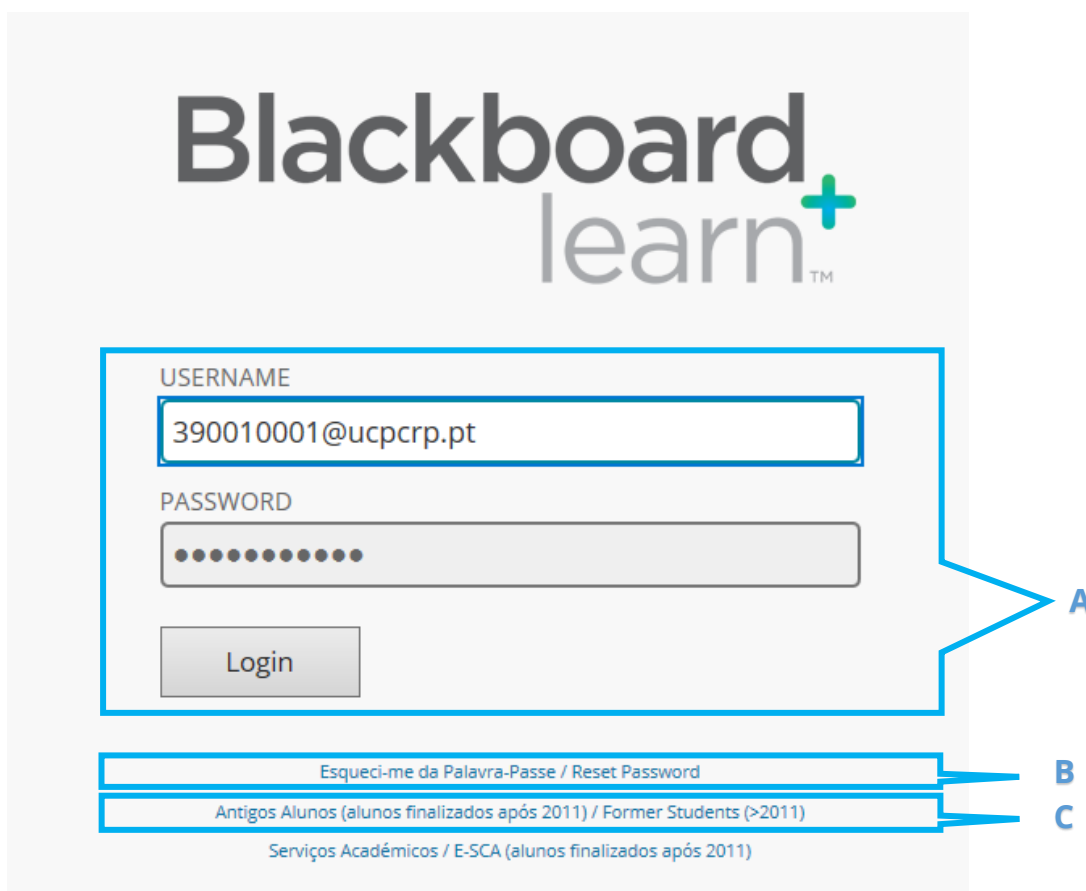 Blackboard
learn+™
USERNAME
390010001@ucpcrp.pt
PASSWORD
●●●●●●●●●●●
Login
A
Esqueci-me da Palavra-Passe / Reset Password
B
Antigos Alunos (alunos finalizados após 2011) / Former Students (>2011)
C
Serviços Académicos / E-SCA (alunos finalizados após 2011)